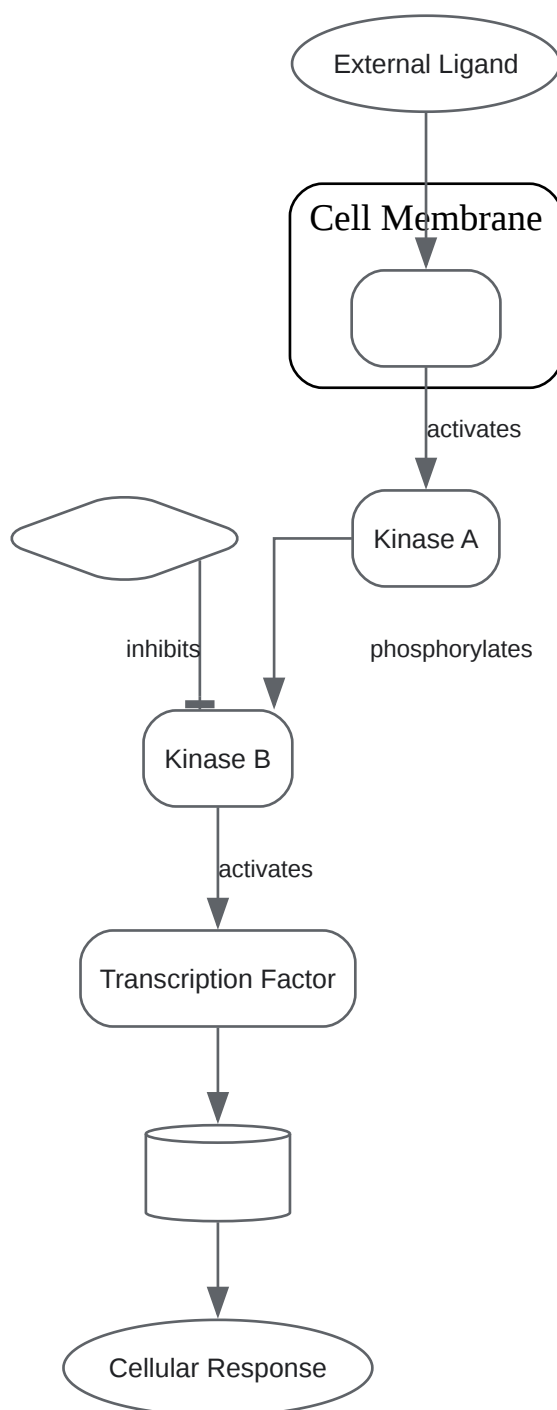 External Ligand
Cell Membrane
activates
Kinase A
inhibits
phosphorylates
Kinase B
activates
Transcription Factor
Cellular Response